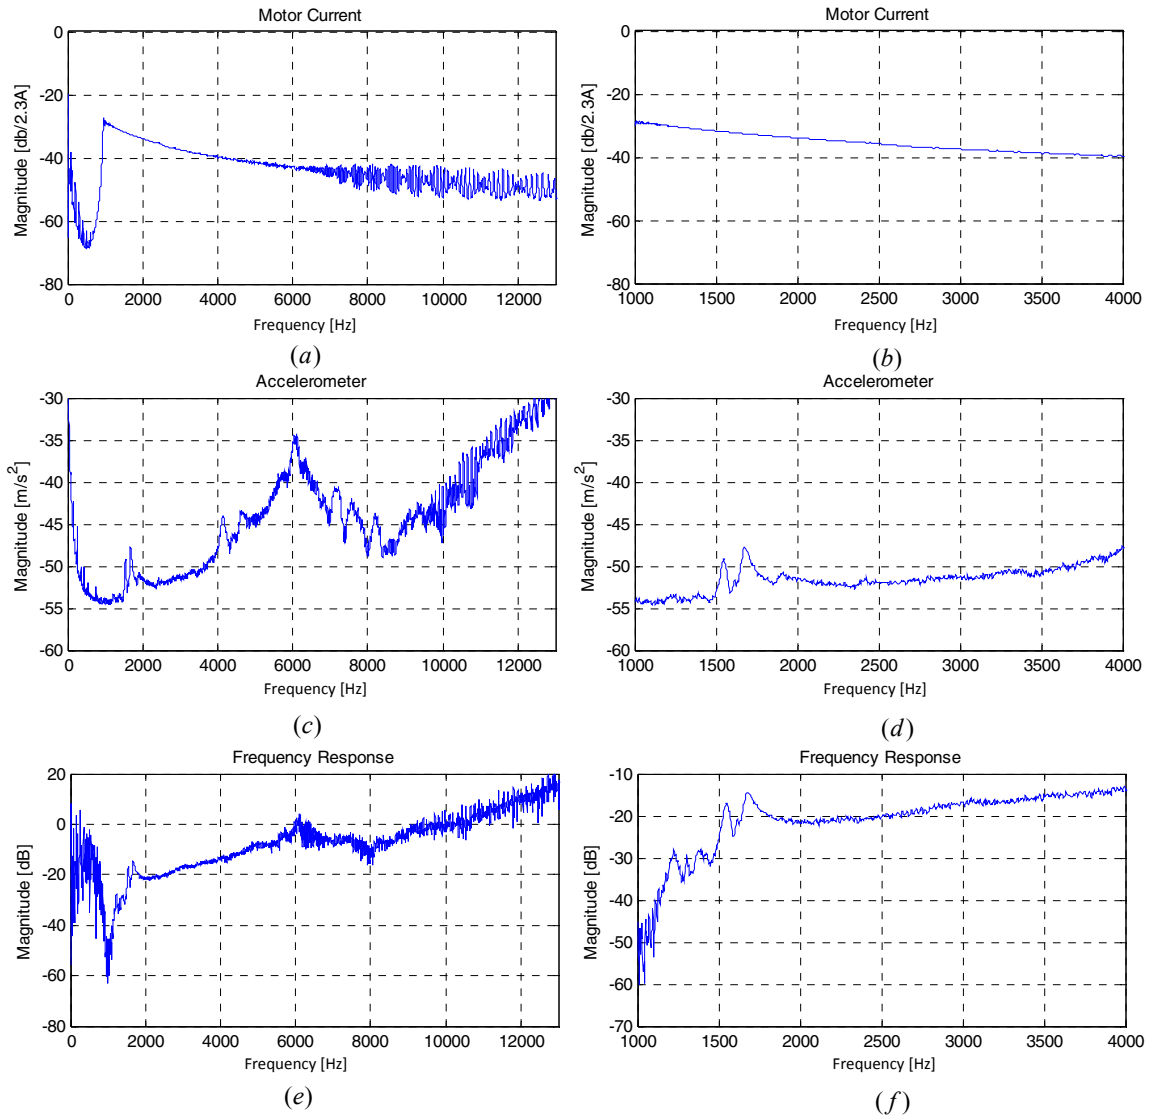 Motor Current
Magnitude [db/2.3A]
0
-20
-40
-60
-80
0 2000 4000 6000 8000 10000 12000
Frequency [Hz]
(a)
Motor Current
Magnitude [db/2.3A]
0
-20
-40
-60
-80
1000 1500 2000 2500 3000 3500 4000
Frequency [Hz]
(b)
Accelerometer
Magnitude [m/s²]
-30
-35
-40
-45
-50
-55
-60
0 2000 4000 6000 8000 10000 12000
Frequency [Hz]
(c)
Accelerometer
Magnitude [m/s²]
-30
-35
-40
-45
-50
-55
-60
1000 1500 2000 2500 3000 3500 4000
Frequency [Hz]
(d)
Frequency Response
Magnitude [dB]
20
0
-20
-40
-60
-80
0 2000 4000 6000 8000 10000 12000
Frequency [Hz]
(e)
Frequency Response
Magnitude [dB]
-10
-20
-30
-40
-50
-60
-70
1000 1500 2000 2500 3000 3500 4000
Frequency [Hz]
(f)